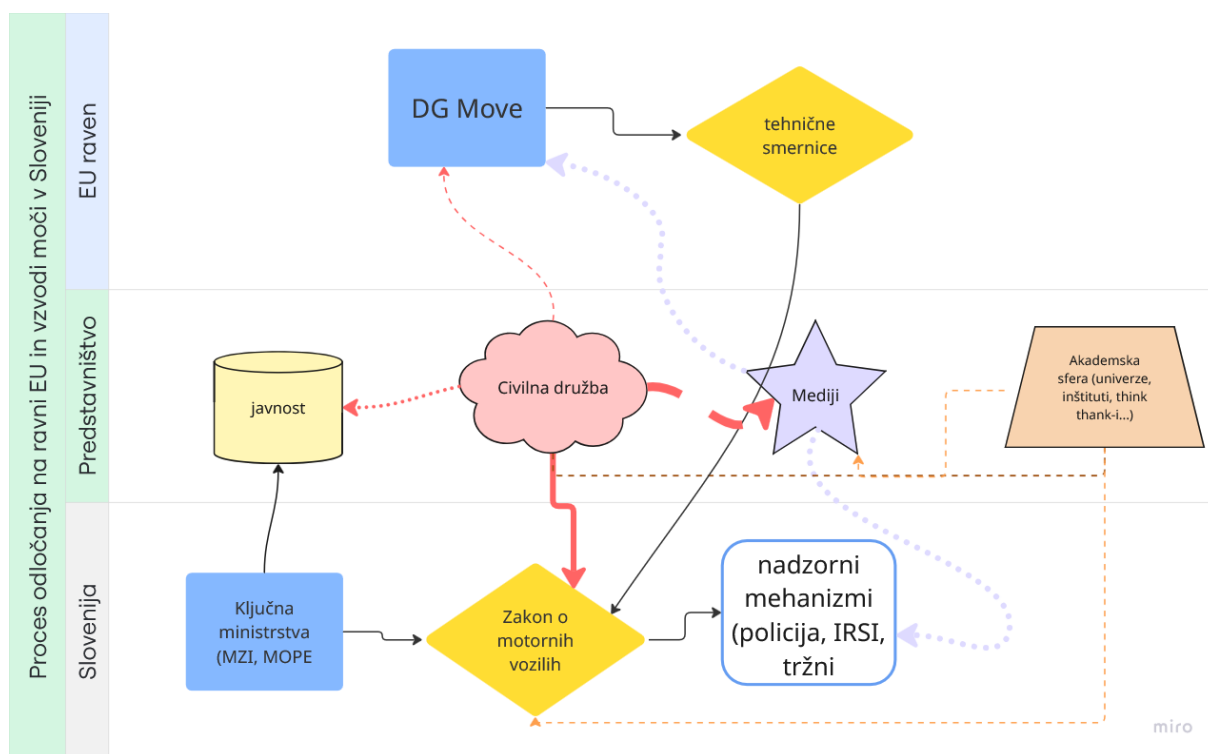 Proces odločanja na ravni EU in vzvodi moči v Sloveniji
EU raven
DG Move
tehnične
smernice
Predstavništvo
javnost
Civilna družba
Mediji
Akademska
sfera (univerze,
inštituti, think
thank-i...)
Slovenija
Ključna
ministrstva
(MZI, MOPE
Zakon o
motornih
vozilih
nadzorni
mehanizmi
(policija, IRSI,
tržni
miro